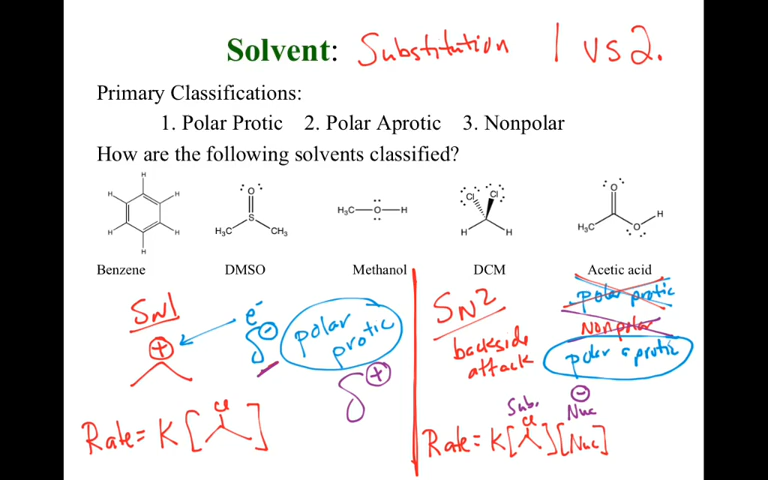 Solvent: Substitution 1 vs 2.
Primary Classifications:
1. Polar Protic 2. Polar Aprotic 3. Nonpolar
How are the following solvents classified?
H H H H H H
:O: S H₃C CH₃
H₃C—O—H
Cl Cl H H
:O: H₃C O H
Benzene DMSO Methanol DCM Acetic acid
SN1
e⁻
δ⊖
polar protic
⊕
δ⊕
Rate = K [Cl]
SN2
backside
attack
polar protic
Nonpolar
polar aprotic
Sub. ⊖ Nuc
Rate = K[Cl][Nuc]